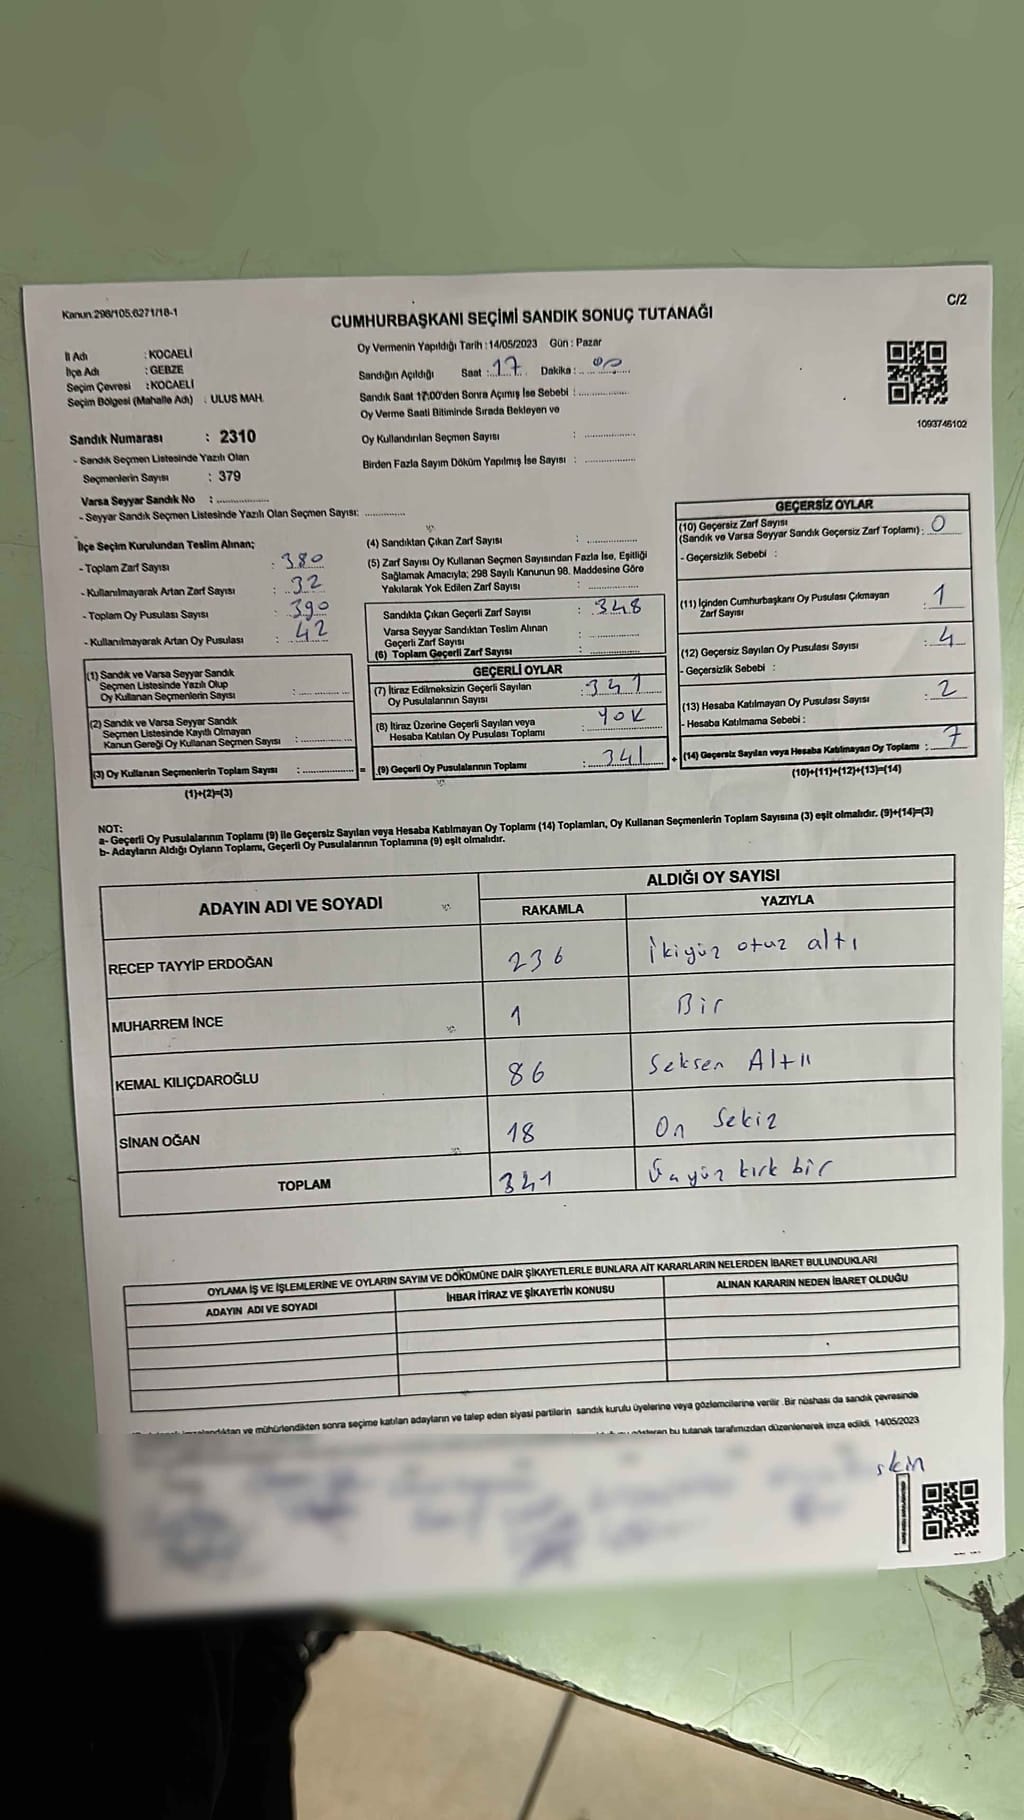 Kanun:298/105.6271/18-1
C/2
CUMHURBAŞKANI SEÇİMİ SANDIK SONUÇ TUTANAĞI
İl Adı : KOCAELİ
İlçe Adı : GEBZE
Seçim Çevresi : KOCAELİ
Seçim Bölgesi (Mahalle Adı) : ULUS MAH.
Sandık Numarası : 2310
- Sandık Seçmen Listesinde Yazılı Olan
Seçmenlerin Sayısı : 379
Varsa Seyyar Sandık No : ..............
- Seyyar Sandık Seçmen Listesinde Yazılı Olan Seçmen Sayısı: ............
Oy Vermenin Yapıldığı Tarih : 14/05/2023 Gün : Pazar
Sandığın Açıldığı Saat : 17 Dakika : 00
Sandık Saat 17:00'den Sonra Açımış İse Sebebi : ..............
Oy Verme Saati Bitiminde Sırada Bekleyen ve
Oy Kullandırılan Seçmen Sayısı : ..............
Birden Fazla Sayım Döküm Yapılmış İse Sayısı : ..............
1093746102
İlçe Seçim Kurulundan Teslim Alınan;
- Toplam Zarf Sayısı : 380
- Kullanılmayarak Artan Zarf Sayısı : 32
- Toplam Oy Pusulası Sayısı : 390
- Kullanılmayarak Artan Oy Pusulası : 42
(1) Sandık ve Varsa Seyyar Sandık
Seçmen Listesinde Yazılı Olup
Oy Kullanan Seçmenlerin Sayısı : ..............
(2) Sandık ve Varsa Seyyar Sandık
Seçmen Listesinde Kayıtlı Olmayan
Kanun Gereği Oy Kullanan Seçmen Sayısı : ..............
(3) Oy Kullanan Seçmenlerin Toplam Sayısı : .............. =
(1)+(2)=(3)
(4) Sandıktan Çıkan Zarf Sayısı : ..............
(5) Zarf Sayısı Oy Kullanan Seçmen Sayısından Fazla İse, Eşitliği
Sağlamak Amacıyla; 298 Sayılı Kanunun 98. Maddesine Göre
Yakılarak Yok Edilen Zarf Sayısı : ..............
Sandıkta Çıkan Geçerli Zarf Sayısı : 348
Varsa Seyyar Sandıktan Teslim Alınan
Geçerli Zarf Sayısı : ..............
(6) Toplam Geçerli Zarf Sayısı : ..............
GEÇERLİ OYLAR
(7) İtiraz Edilmeksizin Geçerli Sayılan
Oy Pusulalarının Sayısı : 341
(8) İtiraz Üzerine Geçerli Sayılan veya
Hesaba Katılan Oy Pusulası Toplamı : YOK
(9) Geçerli Oy Pusulalarının Toplamı : 341 +
GEÇERSİZ OYLAR
(10) Geçersiz Zarf Sayısı
(Sandık ve Varsa Seyyar Sandık Geçersiz Zarf Toplamı) : 0
- Geçersizlik Sebebi :
(11) İçinden Cumhurbaşkanı Oy Pusulası Çıkmayan
Zarf Sayısı : 1
(12) Geçersiz Sayılan Oy Pusulası Sayısı : 4
- Geçersizlik Sebebi :
(13) Hesaba Katılmayan Oy Pusulası Sayısı : 2
- Hesaba Katılmama Sebebi :
(14) Geçersiz Sayılan veya Hesaba Katılmayan Oy Toplamı : 7
(10)+(11)+(12)+(13)=(14)
NOT:
a- Geçerli Oy Pusulalarının Toplamı (9) ile Geçersiz Sayılan veya Hesaba Katılmayan Oy Toplamı (14) Toplamları, Oy Kullanan Seçmenlerin Toplam Sayısına (3) eşit olmalıdır. (9)+(14)=(3)
b- Adayların Aldığı Oyların Toplamı, Geçerli Oy Pusulalarının Toplamına (9) eşit olmalıdır.
ADAYIN ADI VE SOYADI ALDIĞI OY SAYISI
RAKAMLA YAZIYLA
RECEP TAYYİP ERDOĞAN 236 İkiyüz otuz altı
MUHARREM İNCE 1 Bir
KEMAL KILIÇDAROĞLU 86 Seksen Altı
SİNAN OĞAN 18 On Sekiz
TOPLAM 341 Üçyüz kırk bir
OYLAMA İŞ VE İŞLEMLERİNE VE OYLARIN SAYIM VE DÖKÜMÜNE DAİR ŞİKAYETLERLE BUNLARA AİT KARARLARIN NELERDEN İBARET BULUNDUKLARI
ADAYIN ADI VE SOYADI İHBAR İTİRAZ VE ŞİKAYETİN KONUSU ALINAN KARARIN NEDEN İBARET OLDUĞU
ve mühürlendikten sonra seçime katılan adayların ve talep eden siyasi partilerin sandık kurulu üyelerine veya gözlemcilerine verilir. Bir nüshası da sandık çevresinde
bu tutanak tarafımızdan düzenlenerek imza edildi. 14/05/2023
skin